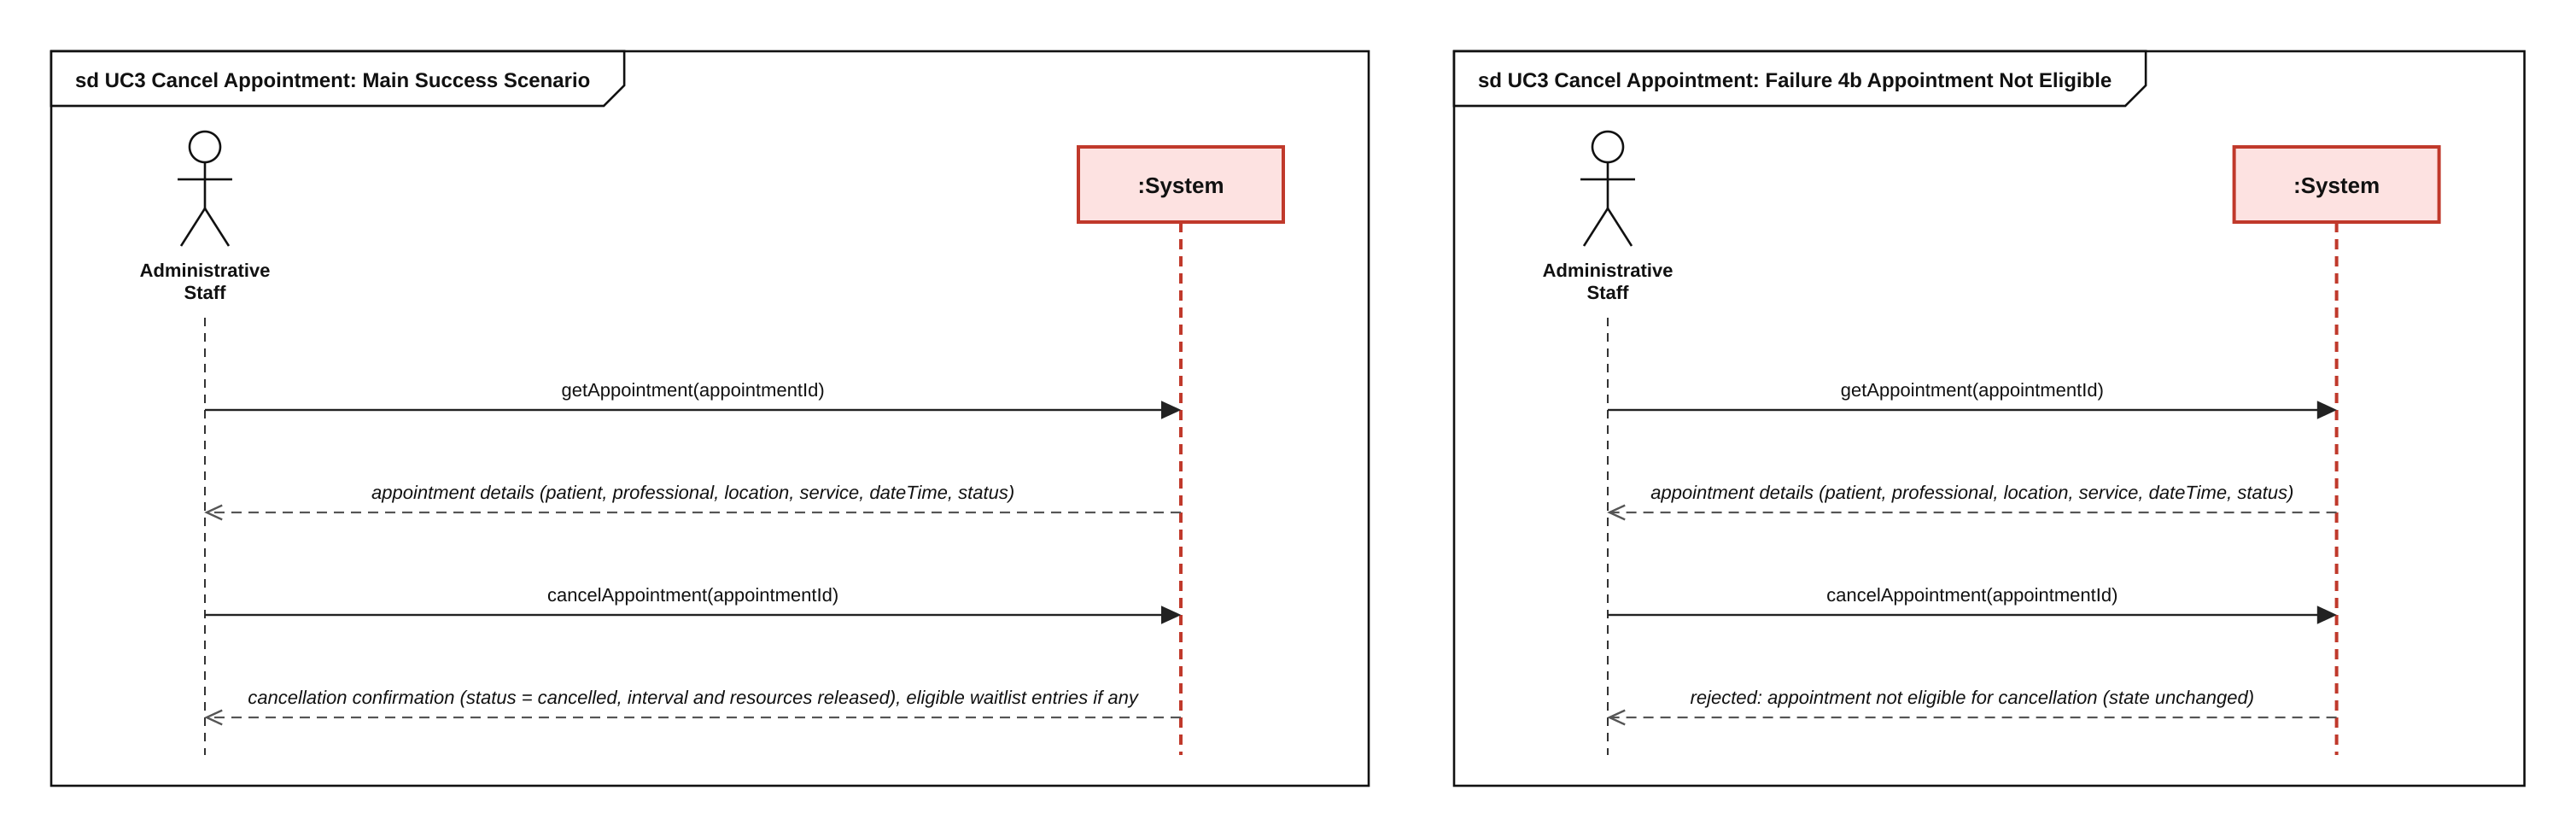 sd UC3 Cancel Appointment: Main Success Scenario
:System
Administrative
Staff
getAppointment(appointmentId)
appointment details (patient, professional, location, service, dateTime, status)
cancelAppointment(appointmentId)
cancellation confirmation (status = cancelled, interval and resources released), eligible waitlist entries if any
sd UC3 Cancel Appointment: Failure 4b Appointment Not Eligible
:System
Administrative
Staff
getAppointment(appointmentId)
appointment details (patient, professional, location, service, dateTime, status)
cancelAppointment(appointmentId)
rejected: appointment not eligible for cancellation (state unchanged)